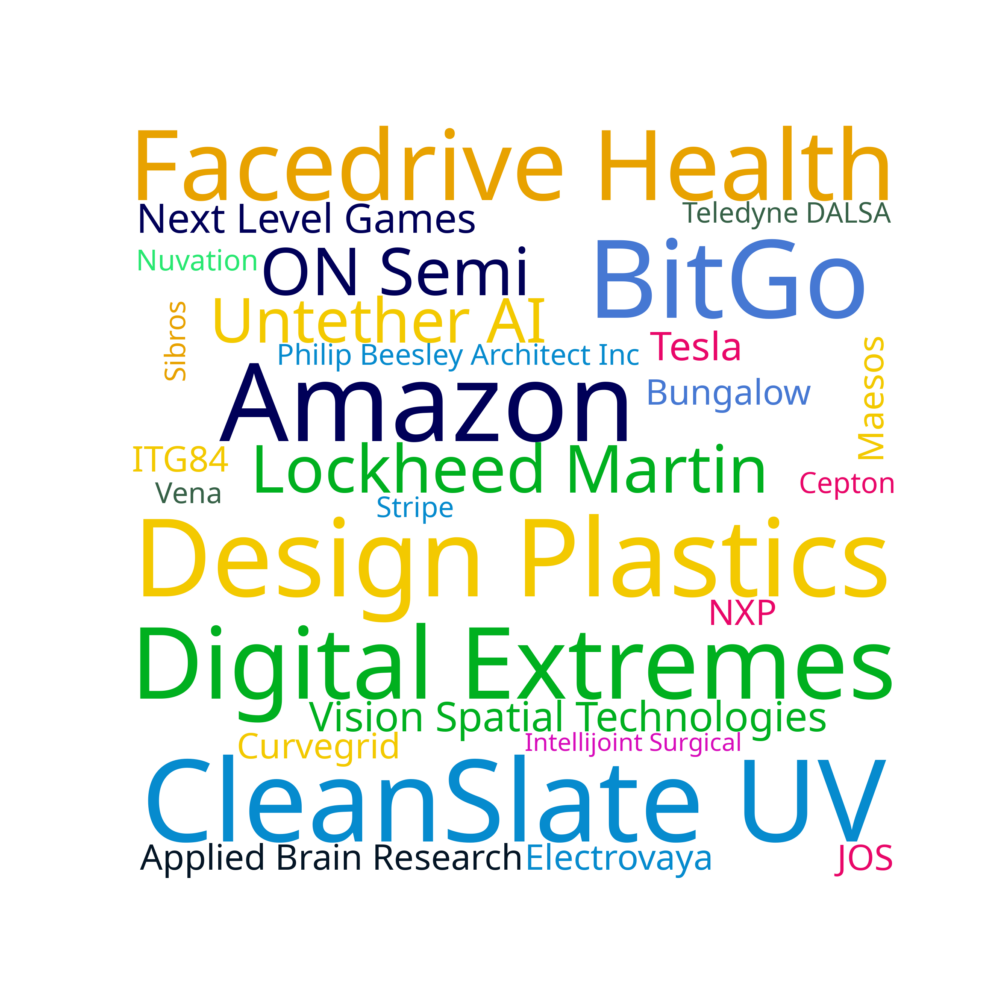 Facedrive Health
Next Level Games
Teledyne DALSA
Nuvation
ON Semi
BitGo
Untether AI
Sibros
Philip Beesley Architect Inc
Tesla
Maesos
Amazon
Bungalow
ITG84
Lockheed Martin
Cepton
Vena
Stripe
Design Plastics
NXP
Digital Extremes
Vision Spatial Technologies
Curvegrid
Intellijoint Surgical
CleanSlate UV
Applied Brain Research
Electrovaya
JOS